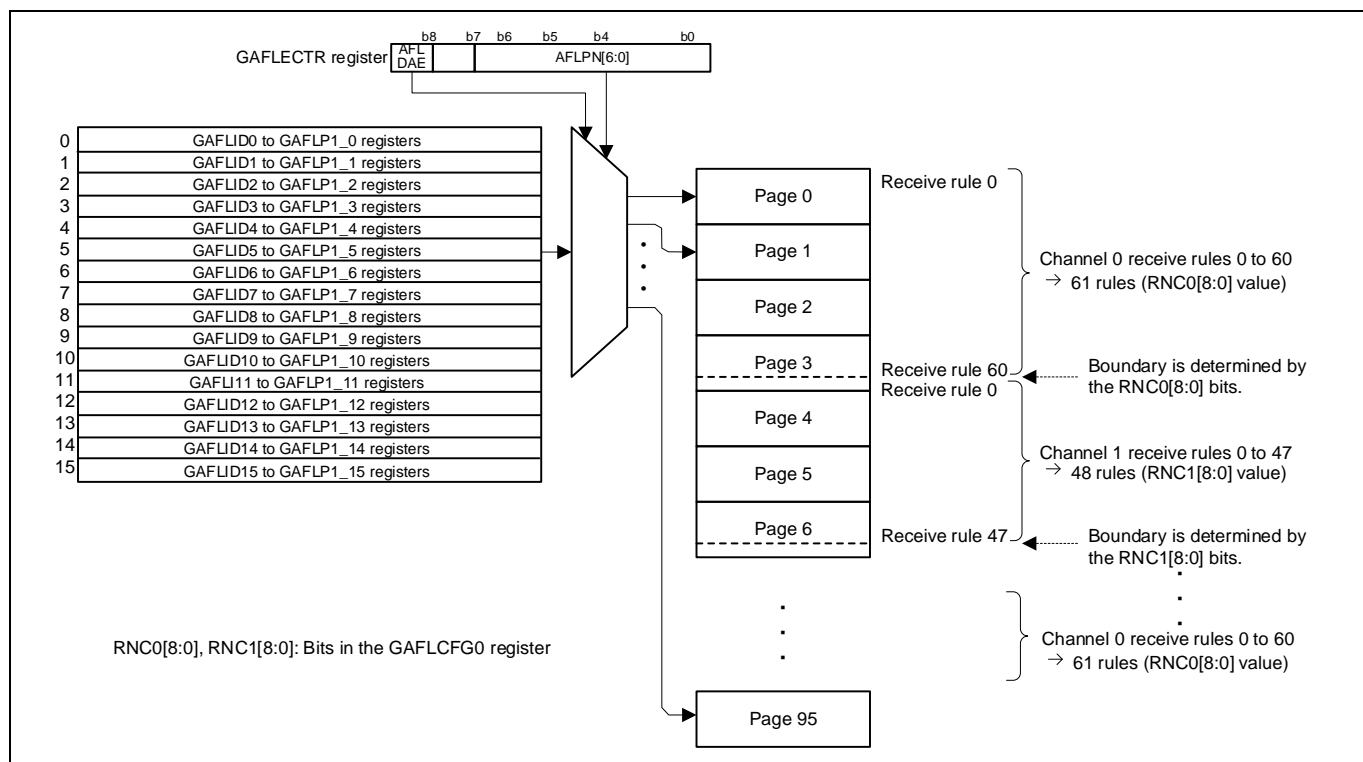 b8 b7 b6 b5 b4 b0
GAFLECTR register
AFL
DAE
AFLPN[6:0]
0 GAFLID0 to GAFLP1_0 registers
1 GAFLID1 to GAFLP1_1 registers
2 GAFLID2 to GAFLP1_2 registers
3 GAFLID3 to GAFLP1_3 registers
4 GAFLID4 to GAFLP1_4 registers
5 GAFLID5 to GAFLP1_5 registers
6 GAFLID6 to GAFLP1_6 registers
7 GAFLID7 to GAFLP1_7 registers
8 GAFLID8 to GAFLP1_8 registers
9 GAFLID9 to GAFLP1_9 registers
10 GAFLID10 to GAFLP1_10 registers
11 GAFLI11 to GAFLP1_11 registers
12 GAFLID12 to GAFLP1_12 registers
13 GAFLID13 to GAFLP1_13 registers
14 GAFLID14 to GAFLP1_14 registers
15 GAFLID15 to GAFLP1_15 registers
Page 0
Page 1
Page 2
Page 3
Page 4
Page 5
Page 6
Page 95
Receive rule 0
Receive rule 60
Receive rule 0
Receive rule 47
Channel 0 receive rules 0 to 60
→ 61 rules (RNC0[8:0] value)
Boundary is determined by
the RNC0[8:0] bits.
Channel 1 receive rules 0 to 47
→ 48 rules (RNC1[8:0] value)
Boundary is determined by
the RNC1[8:0] bits.
Channel 0 receive rules 0 to 60
→ 61 rules (RNC0[8:0] value)
RNC0[8:0], RNC1[8:0]: Bits in the GAFLCFG0 register